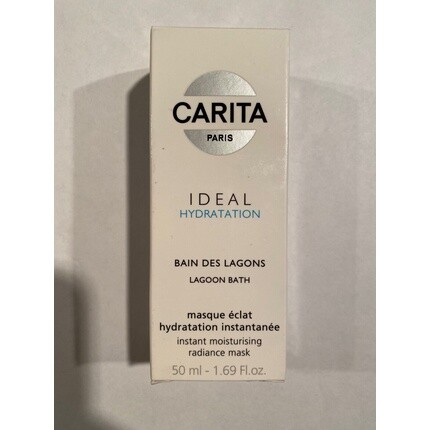 CARITA
PARIS
IDEAL
HYDRATATION
BAIN DES LAGONS
LAGOON BATH
masque éclat
hydratation instantanée
instant moisturising
radiance mask
50 ml - 1.69 Fl.oz.